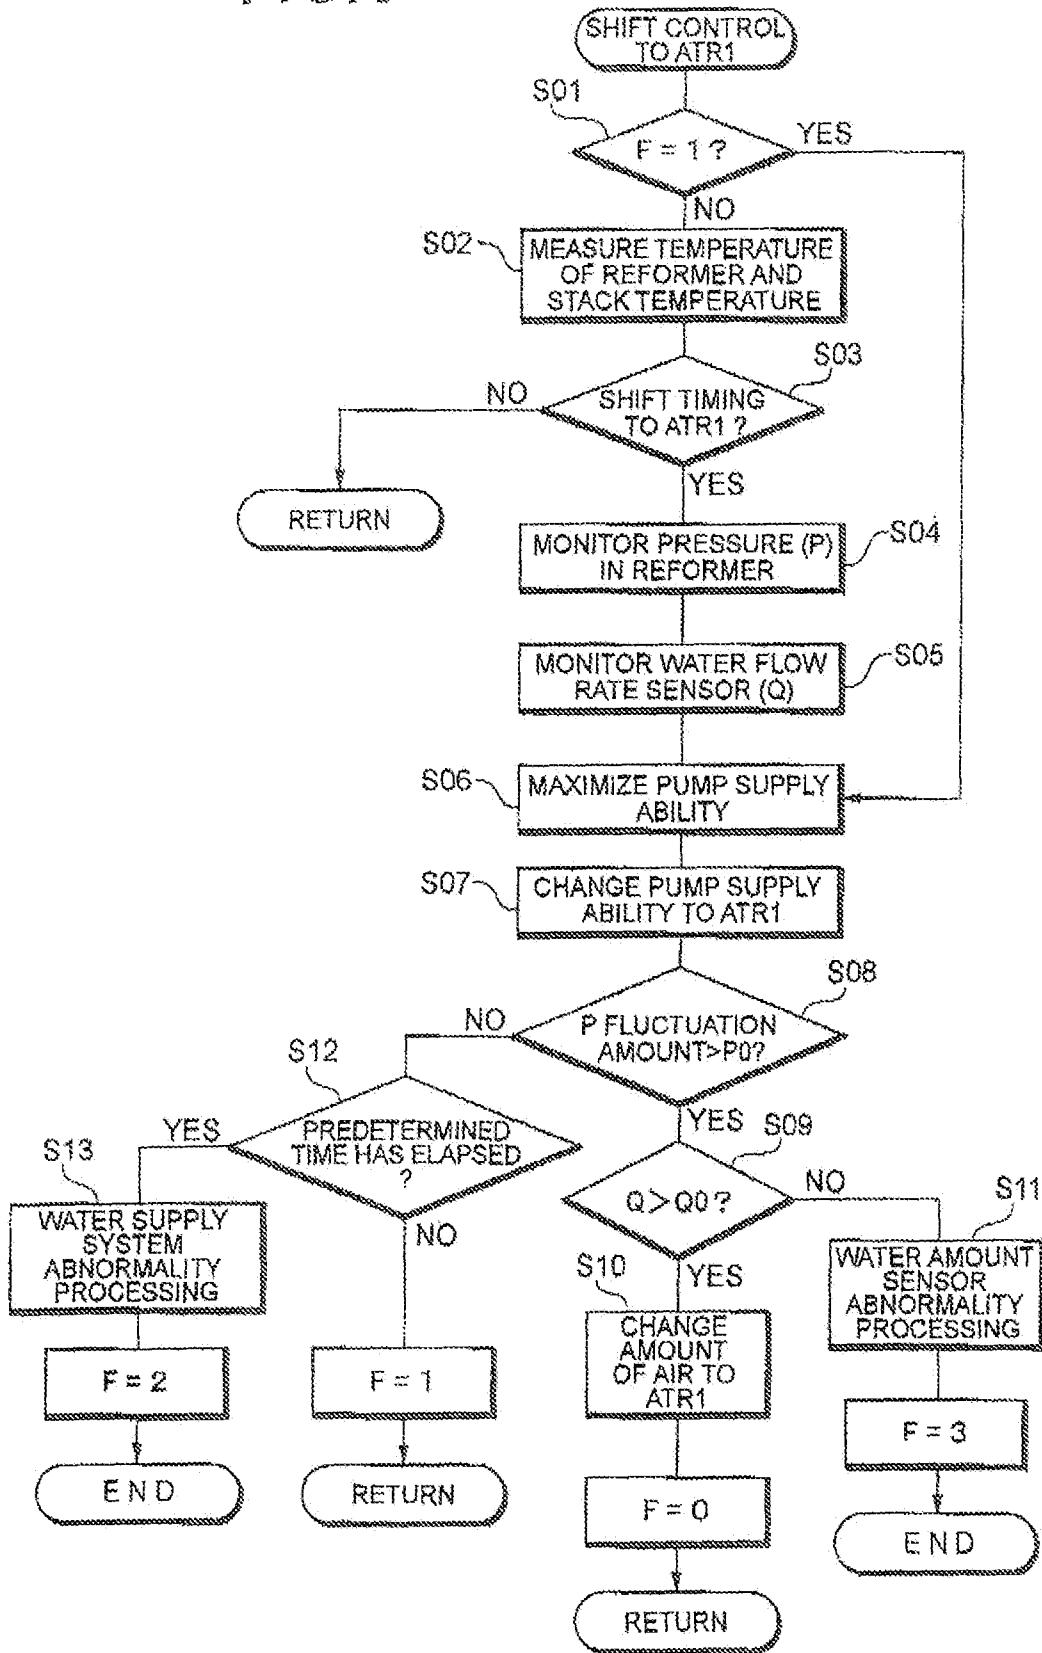 SHIFT CONTROL
TO ATR1
S01
F = 1 ?
YES
NO
S02
MEASURE TEMPERATURE
OF REFORMER AND
STACK TEMPERATURE
S03
NO
SHIFT TIMING
TO ATR1 ?
YES
RETURN
MONITOR PRESSURE (P)
IN REFORMER
S04
MONITOR WATER FLOW
RATE SENSOR (Q)
S05
S06
MAXIMIZE PUMP SUPPLY
ABILITY
S07
CHANGE PUMP SUPPLY
ABILITY TO ATR1
S08
NO
P FLUCTUATION
AMOUNT>P0?
YES
S12
YES
PREDETERMINED
TIME HAS ELAPSED
?
NO
S09
Q > Q0 ?
NO
YES
S13
WATER SUPPLY
SYSTEM
ABNORMALITY
PROCESSING
S10
CHANGE
AMOUNT
OF AIR TO
ATR1
S11
WATER AMOUNT
SENSOR
ABNORMALITY
PROCESSING
F = 2
F = 1
F = 3
END
RETURN
F = 0
END
RETURN